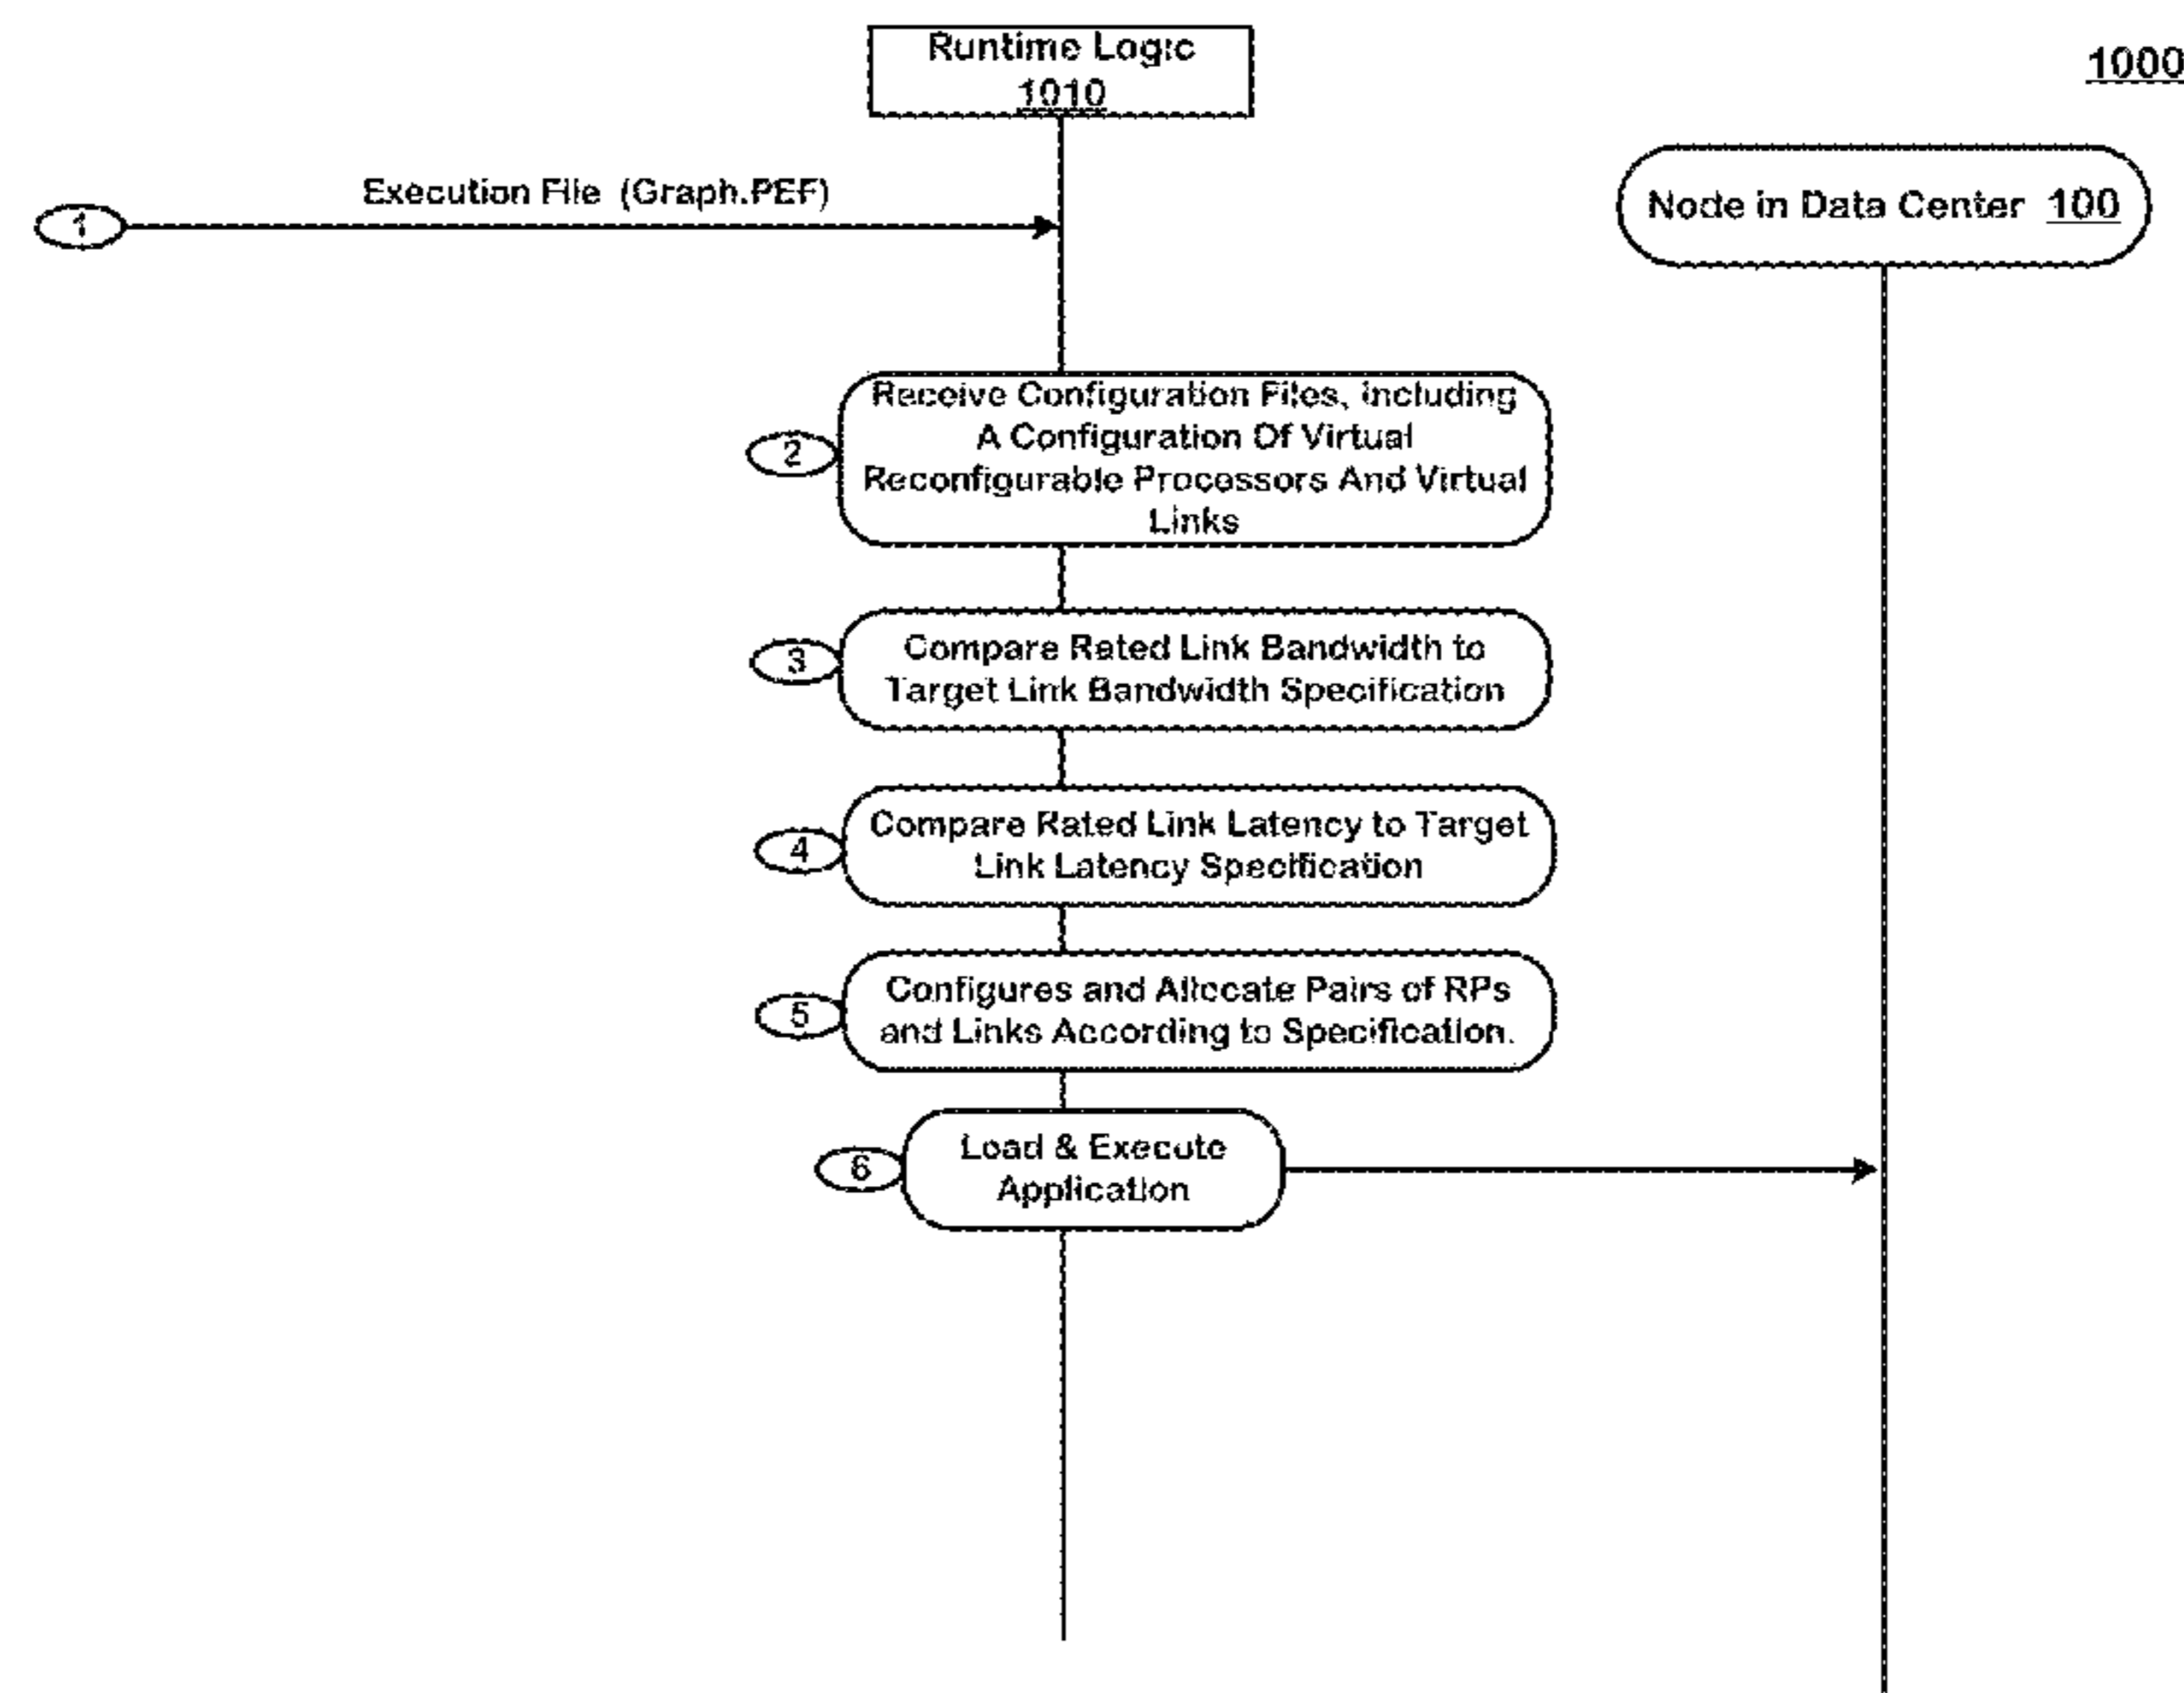 Runtime Logic
1010
1000
Node in Data Center 100
Execution File (Graph.PEF)
1
Receive Configuration Files, including
A Configuration Of Virtual
Reconfigurable Processors And Virtual
Links
2
Compare Rated Link Bandwidth to
Target Link Bandwidth Specification
3
Compare Rated Link Latency to Target
Link Latency Specification
4
Configures and Allocate Pairs of RPs
and Links According to Specification.
5
Load & Execute
Application
6